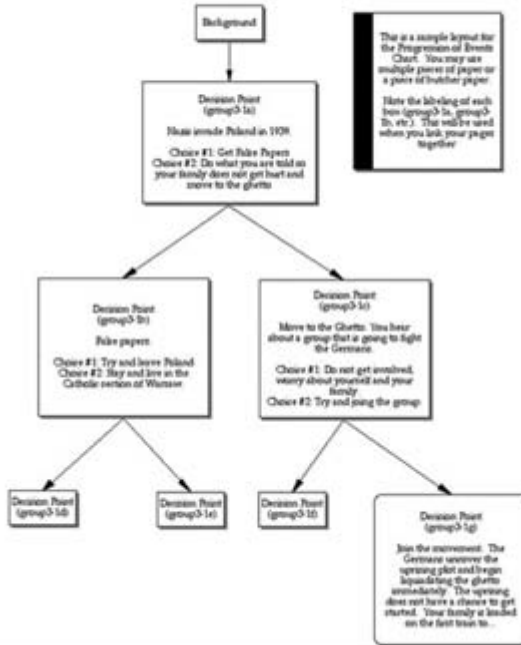 Background
This is a sample layout for
the Progression of Events
Chart. You may use
multiple pieces of paper or
a piece of butcher paper
Note the labeling of each
box (group3-1a, group3-
1b, etc.). This will be used
when you link your pages
together
Decision Point
(group3-1a)
Nazis invade Poland in 1939.
Choice #1: Get Fake Papers
Choice #2: Do what you are told so
your family does not get hurt and
move to the ghetto
Decision Point
(group3-1b)
Fake papers
Choice #1: Try and leave Poland
Choice #2: Stay and live in the
Catholic section of Warsaw
Decision Point
(group3-1c)
Move to the Ghetto. You hear
about a group that is going to fight
the Germans.
Choice #1: Do not get involved,
worry about yourself and your
family
Choice #2: Try and joing the group
Decision Point
(group3-1d)
Decision Point
(group3-1e)
Decision Point
(group3-1f)
Decision Point
(group3-1g)
Join the movement. The
Germans uncover the
uprising plot and begin
liquadating the ghetto
immediately. The uprising
does not have a chance to get
started. Your family is loaded
on the first train to...